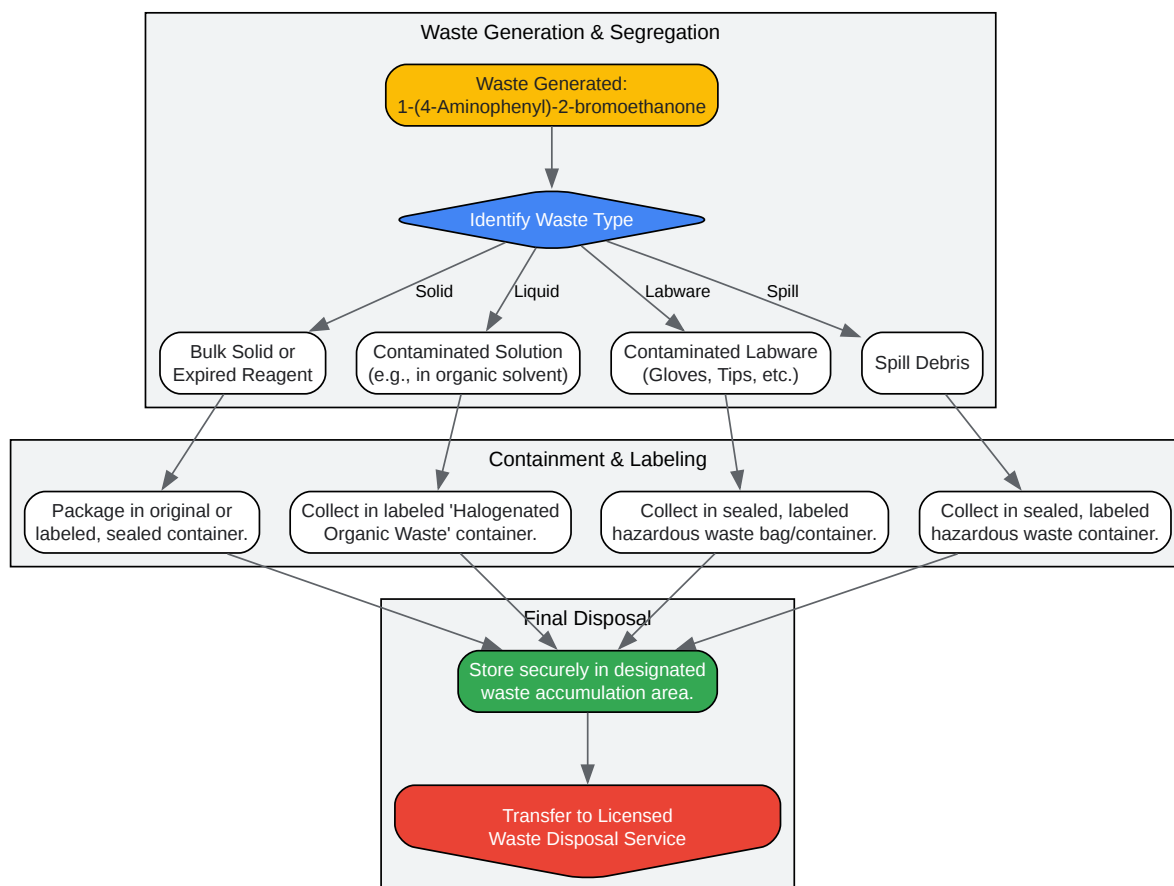 Waste Generation & Segregation
Waste Generated:
1-(4-Aminophenyl)-2-bromoethanone
Identify Waste Type
Solid
Liquid
Labware
Spill
Bulk Solid or
Expired Reagent
Contaminated Solution
(e.g., in organic solvent)
Contaminated Labware
(Gloves, Tips, etc.)
Spill Debris
Containment & Labeling
Package in original or
labeled, sealed container.
Collect in labeled 'Halogenated
Organic Waste' container.
Collect in sealed, labeled
hazardous waste bag/container.
Collect in sealed, labeled
hazardous waste container.
Final Disposal
Store securely in designated
waste accumulation area.
Transfer to Licensed
Waste Disposal Service